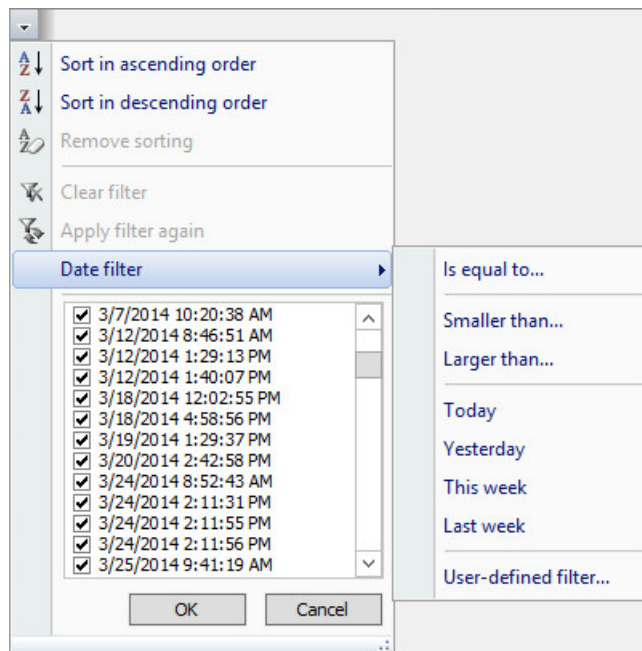 Sort in ascending order
Sort in descending order
Remove sorting
Clear filter
Apply filter again
Date filter
3/7/2014 10:20:38 AM
3/12/2014 8:46:51 AM
3/12/2014 1:29:13 PM
3/12/2014 1:40:07 PM
3/18/2014 12:02:55 PM
3/18/2014 4:58:56 PM
3/19/2014 1:29:37 PM
3/20/2014 2:42:58 PM
3/24/2014 8:52:43 AM
3/24/2014 2:11:31 PM
3/24/2014 2:11:55 PM
3/24/2014 2:11:56 PM
3/25/2014 9:41:19 AM
OK Cancel
Is equal to...
Smaller than...
Larger than...
Today
Yesterday
This week
Last week
User-defined filter...